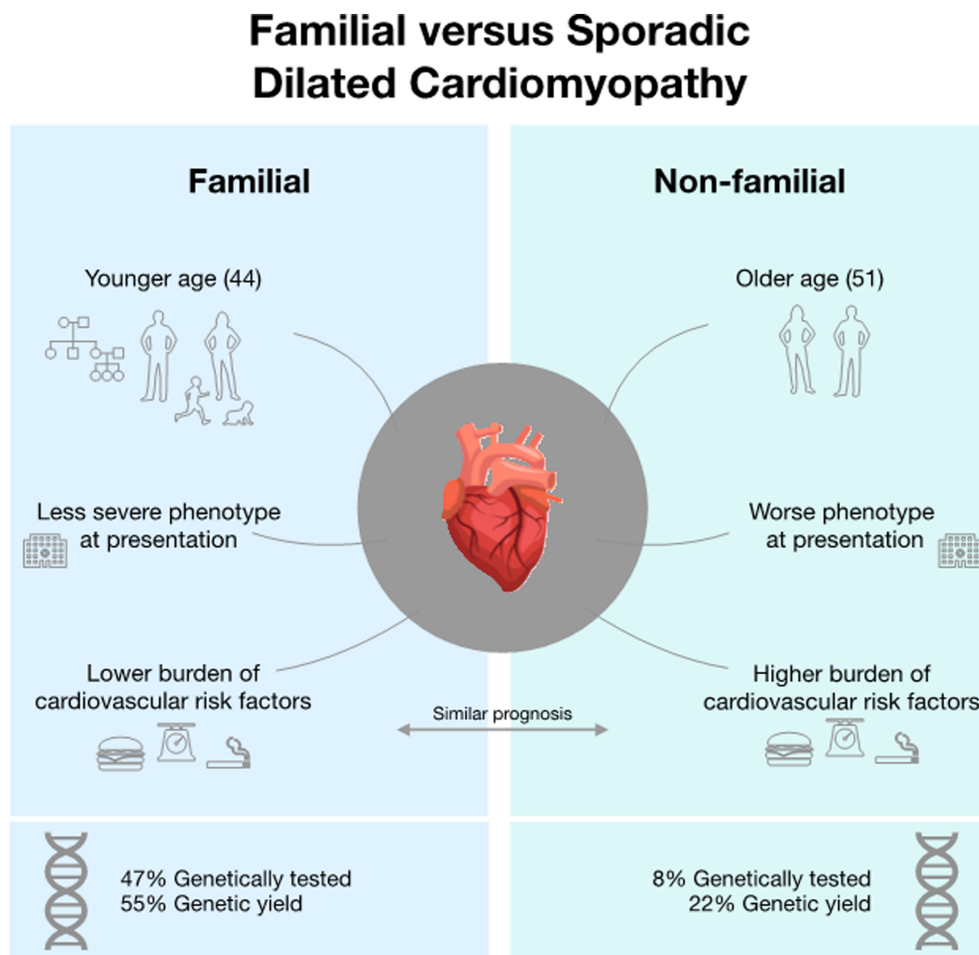 Familial versus Sporadic
Dilated Cardiomyopathy
Familial
Younger age (44)
Less severe phenotype
at presentation
Lower burden of
cardiovascular risk factors
Non-familial
Older age (51)
Worse phenotype
at presentation
Higher burden of
cardiovascular risk factors
Similar prognosis
47% Genetically tested
55% Genetic yield
8% Genetically tested
22% Genetic yield